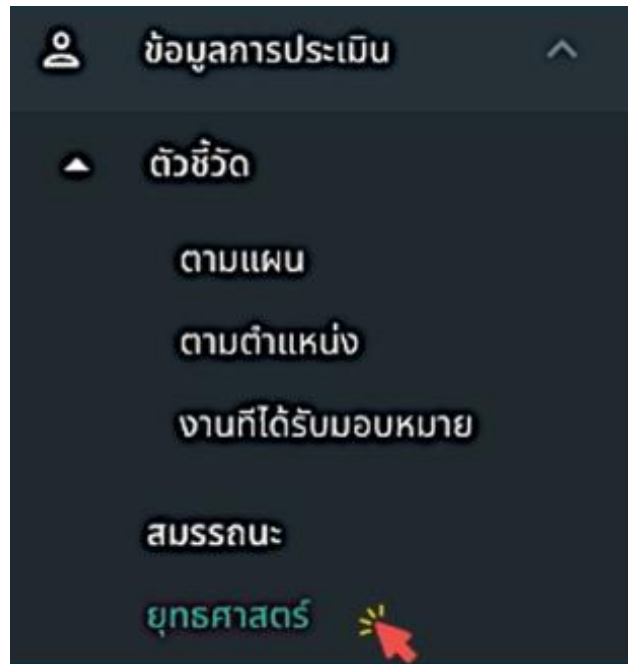 ข้อมูลการประเมิน
ตัวชี้วัด
ตามแผน
ตามตำแหน่ง
งานที่ได้รับมอบหมาย
สมรรถนะ
ยุทธศาสตร์